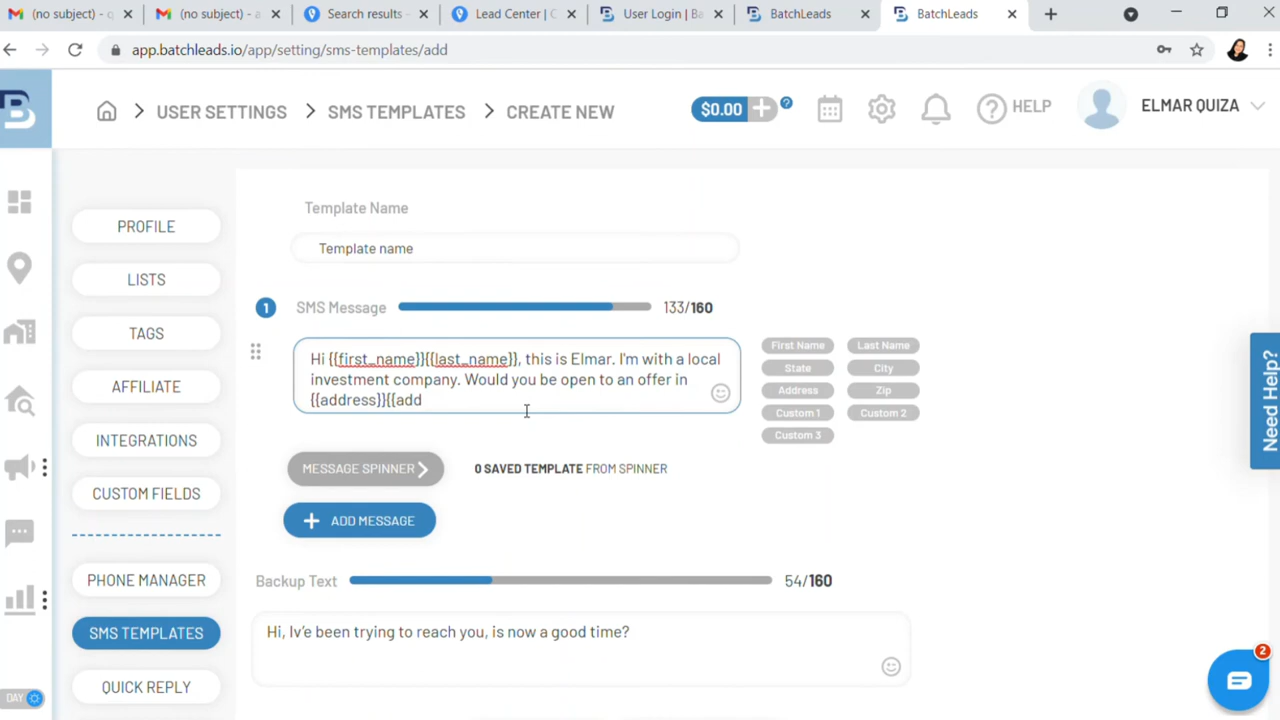 (no subject) - q
(no subject) - a
Search results -
Lead Center | C
User Login | Ba
BatchLeads
BatchLeads
app.batchleads.io/app/setting/sms-templates/add
B
USER SETTINGS
SMS TEMPLATES
CREATE NEW
$0.00
?
? HELP
ELMAR QUIZA
PROFILE
LISTS
TAGS
AFFILIATE
INTEGRATIONS
CUSTOM FIELDS
PHONE MANAGER
SMS TEMPLATES
QUICK REPLY
DAY
Template Name
Template name
1 SMS Message 133/160
Hi {{first_name}}{{last_name}}, this is Elmar. I'm with a local
investment company. Would you be open to an offer in
{{address}}{{add
First Name Last Name
State City
Address Zip
Custom 1 Custom 2
Custom 3
MESSAGE SPINNER
0 SAVED TEMPLATE FROM SPINNER
+ ADD MESSAGE
Backup Text 54/160
Hi, Iv'e been trying to reach you, is now a good time?
Need Help?
2